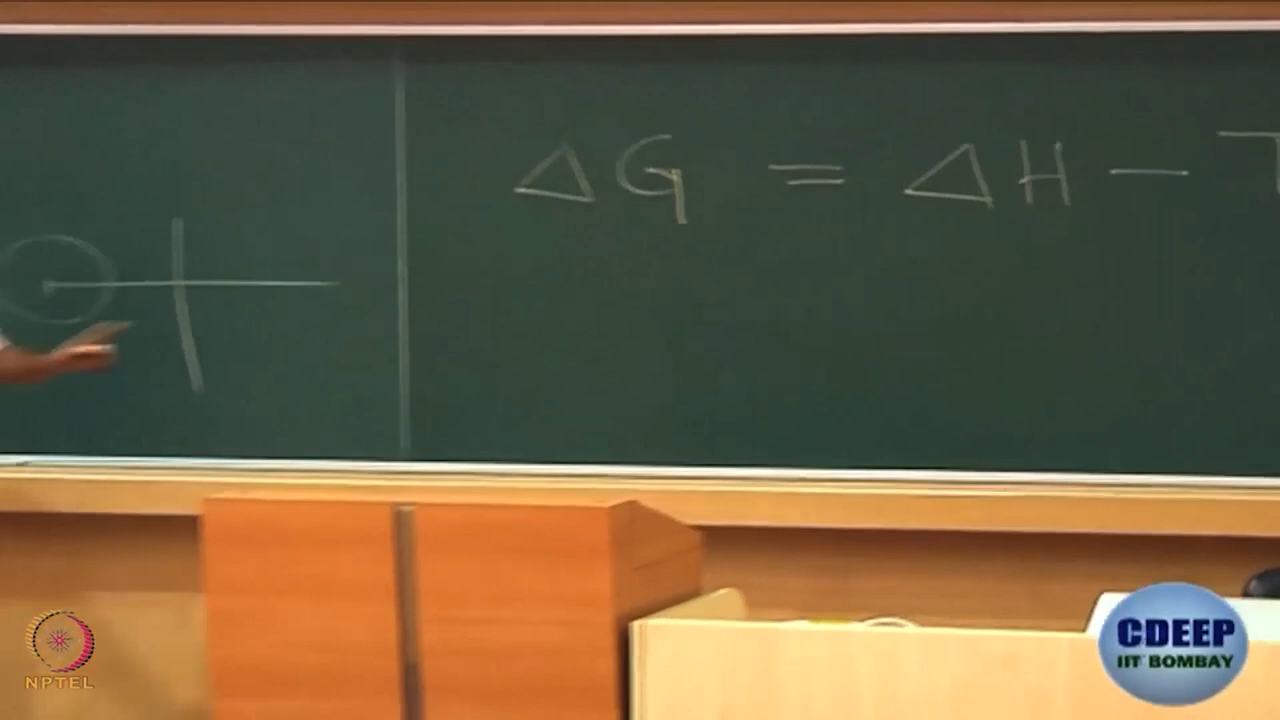 ΔG = ΔH - T
NPTEL
CDEEP
IIT BOMBAY